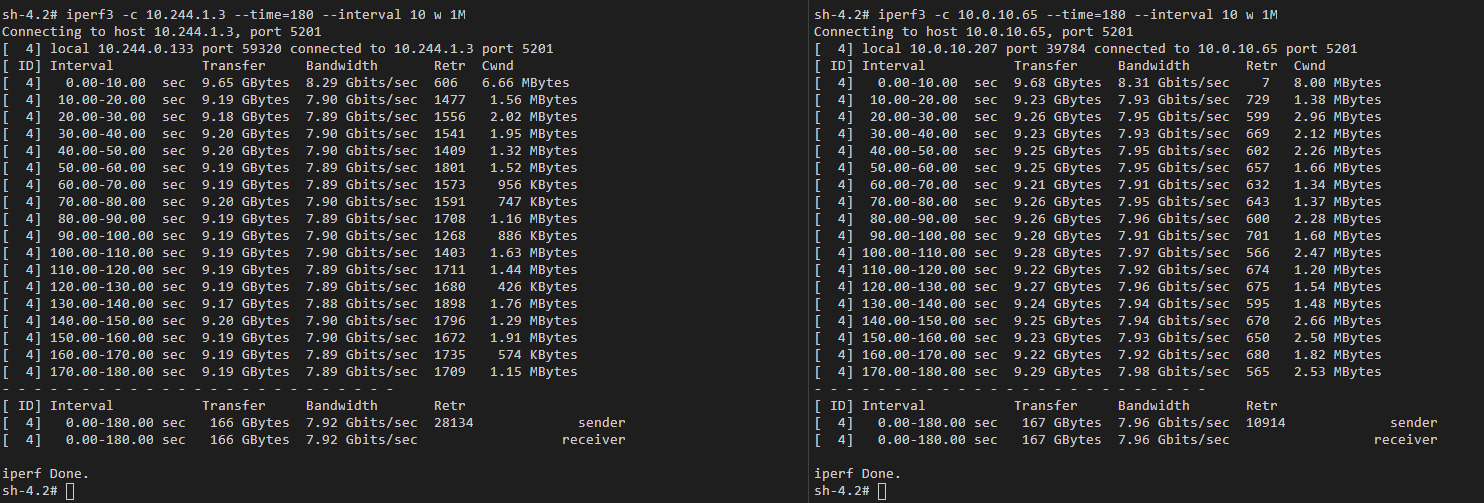 sh-4.2# iperf3 -c 10.244.1.3 --time=180 --interval 10 w 1M
Connecting to host 10.244.1.3, port 5201
[  4] local 10.244.0.133 port 59320 connected to 10.244.1.3 port 5201
[ ID] Interval           Transfer     Bandwidth       Retr  Cwnd
[  4]   0.00-10.00  sec  9.65 GBytes  8.29 Gbits/sec  606   6.66 MBytes
[  4]  10.00-20.00  sec  9.19 GBytes  7.90 Gbits/sec  1477   1.56 MBytes
[  4]  20.00-30.00  sec  9.18 GBytes  7.89 Gbits/sec  1556   2.02 MBytes
[  4]  30.00-40.00  sec  9.20 GBytes  7.90 Gbits/sec  1541   1.95 MBytes
[  4]  40.00-50.00  sec  9.20 GBytes  7.90 Gbits/sec  1409   1.32 MBytes
[  4]  50.00-60.00  sec  9.19 GBytes  7.89 Gbits/sec  1801   1.52 MBytes
[  4]  60.00-70.00  sec  9.19 GBytes  7.89 Gbits/sec  1573    956 KBytes
[  4]  70.00-80.00  sec  9.20 GBytes  7.90 Gbits/sec  1591    747 KBytes
[  4]  80.00-90.00  sec  9.19 GBytes  7.89 Gbits/sec  1708   1.16 MBytes
[  4]  90.00-100.00 sec  9.19 GBytes  7.90 Gbits/sec  1268    886 KBytes
[  4] 100.00-110.00 sec  9.19 GBytes  7.90 Gbits/sec  1403   1.63 MBytes
[  4] 110.00-120.00 sec  9.19 GBytes  7.89 Gbits/sec  1711   1.44 MBytes
[  4] 120.00-130.00 sec  9.19 GBytes  7.89 Gbits/sec  1680    426 KBytes
[  4] 130.00-140.00 sec  9.17 GBytes  7.88 Gbits/sec  1898   1.76 MBytes
[  4] 140.00-150.00 sec  9.20 GBytes  7.90 Gbits/sec  1796   1.29 MBytes
[  4] 150.00-160.00 sec  9.19 GBytes  7.90 Gbits/sec  1672   1.91 MBytes
[  4] 160.00-170.00 sec  9.19 GBytes  7.89 Gbits/sec  1735    574 KBytes
[  4] 170.00-180.00 sec  9.19 GBytes  7.89 Gbits/sec  1709   1.15 MBytes
- - - - - - - - - - - - - - - - - - - - - - - - -
[ ID] Interval           Transfer     Bandwidth       Retr
[  4]   0.00-180.00 sec   166 GBytes  7.92 Gbits/sec  28134             sender
[  4]   0.00-180.00 sec   166 GBytes  7.92 Gbits/sec                  receiver
iperf Done.
sh-4.2#
sh-4.2# iperf3 -c 10.0.10.65 --time=180 --interval 10 w 1M
Connecting to host 10.0.10.65, port 5201
[  4] local 10.0.10.207 port 39784 connected to 10.0.10.65 port 5201
[ ID] Interval           Transfer     Bandwidth       Retr  Cwnd
[  4]   0.00-10.00  sec  9.68 GBytes  8.31 Gbits/sec    7   8.00 MBytes
[  4]  10.00-20.00  sec  9.23 GBytes  7.93 Gbits/sec  729   1.38 MBytes
[  4]  20.00-30.00  sec  9.26 GBytes  7.95 Gbits/sec  599   2.96 MBytes
[  4]  30.00-40.00  sec  9.23 GBytes  7.93 Gbits/sec  669   2.12 MBytes
[  4]  40.00-50.00  sec  9.25 GBytes  7.95 Gbits/sec  602   2.26 MBytes
[  4]  50.00-60.00  sec  9.25 GBytes  7.95 Gbits/sec  657   1.66 MBytes
[  4]  60.00-70.00  sec  9.21 GBytes  7.91 Gbits/sec  632   1.34 MBytes
[  4]  70.00-80.00  sec  9.26 GBytes  7.95 Gbits/sec  643   1.37 MBytes
[  4]  80.00-90.00  sec  9.26 GBytes  7.96 Gbits/sec  600   2.28 MBytes
[  4]  90.00-100.00 sec  9.20 GBytes  7.91 Gbits/sec  701   1.60 MBytes
[  4] 100.00-110.00 sec  9.28 GBytes  7.97 Gbits/sec  566   2.47 MBytes
[  4] 110.00-120.00 sec  9.22 GBytes  7.92 Gbits/sec  674   1.20 MBytes
[  4] 120.00-130.00 sec  9.27 GBytes  7.96 Gbits/sec  675   1.54 MBytes
[  4] 130.00-140.00 sec  9.24 GBytes  7.94 Gbits/sec  595   1.48 MBytes
[  4] 140.00-150.00 sec  9.25 GBytes  7.94 Gbits/sec  670   2.66 MBytes
[  4] 150.00-160.00 sec  9.23 GBytes  7.93 Gbits/sec  650   2.50 MBytes
[  4] 160.00-170.00 sec  9.22 GBytes  7.92 Gbits/sec  680   1.82 MBytes
[  4] 170.00-180.00 sec  9.29 GBytes  7.98 Gbits/sec  565   2.53 MBytes
- - - - - - - - - - - - - - - - - - - - - - - - -
[ ID] Interval           Transfer     Bandwidth       Retr
[  4]   0.00-180.00 sec   167 GBytes  7.96 Gbits/sec  10914             sender
[  4]   0.00-180.00 sec   167 GBytes  7.96 Gbits/sec                  receiver
iperf Done.
sh-4.2#